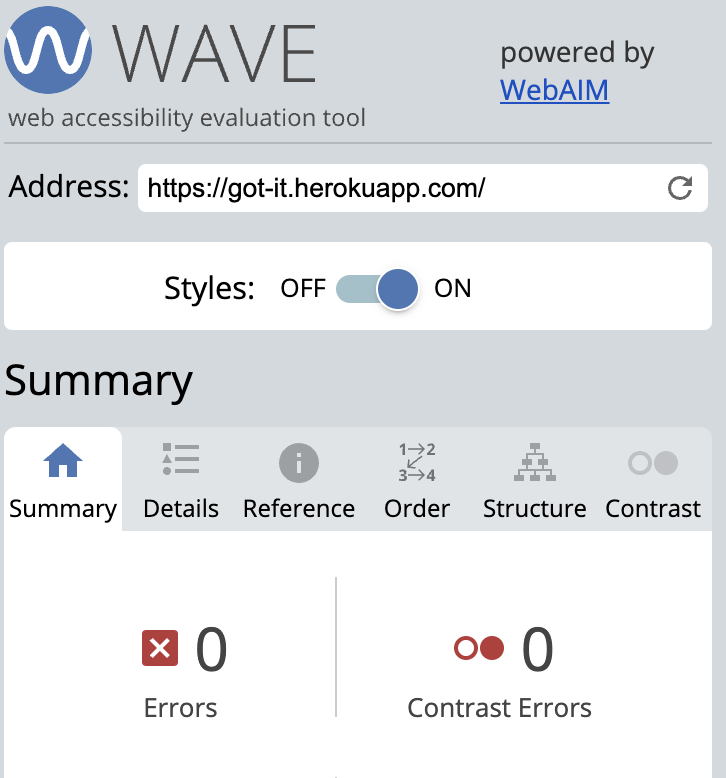 WAVE
powered by
WebAIM
web accessibility evaluation tool
Address: https://got-it.herokuapp.com/
Styles: OFF ON
Summary
1 2
3 4
Summary Details Reference Order Structure Contrast
0 0
Errors Contrast Errors